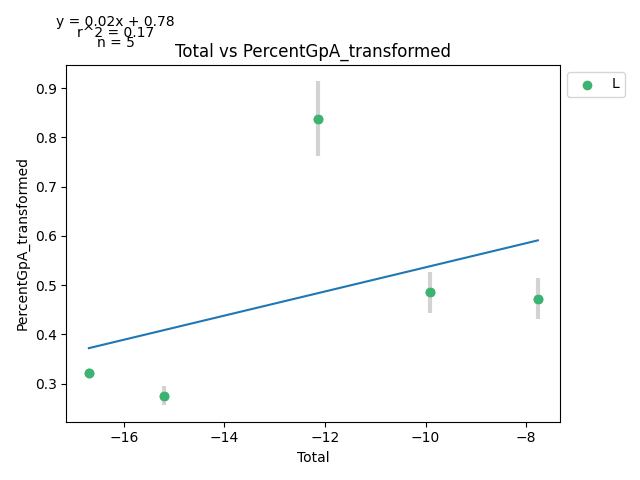 y = 0.02x + 0.78
r^2 = 0.17
n = 5
Total vs PercentGpA_transformed
L
PercentGpA_transformed
0.9
0.8
0.7
0.6
0.5
0.4
0.3
−16
−14
−12
−10
−8
Total